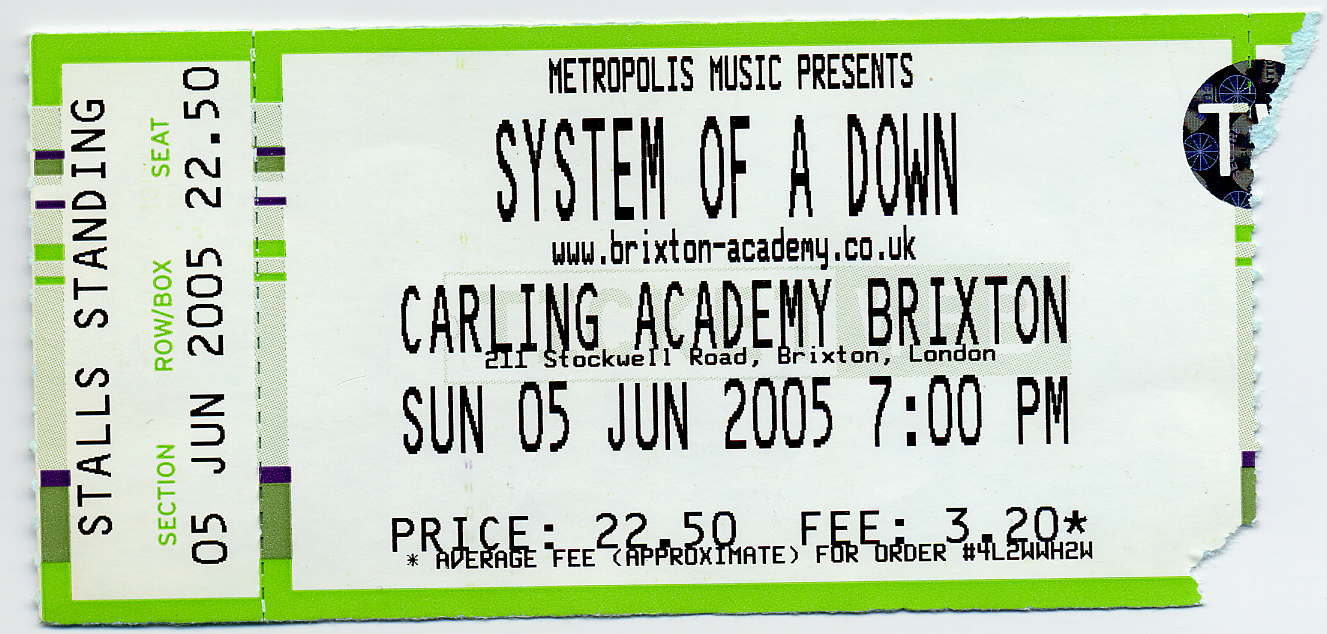 STALLS STANDING
SECTION ROW/BOX SEAT
05 JUN 2005 22.50
METROPOLIS MUSIC PRESENTS
SYSTEM OF A DOWN
www.brixton-academy.co.uk
CARLING ACADEMY BRIXTON
211 Stockwell Road, Brixton, London
SUN 05 JUN 2005 7:00 PM
PRICE: 22.50 FEE: 3.20*
* AVERAGE FEE (APPROXIMATE) FOR ORDER #4L2WWH2W